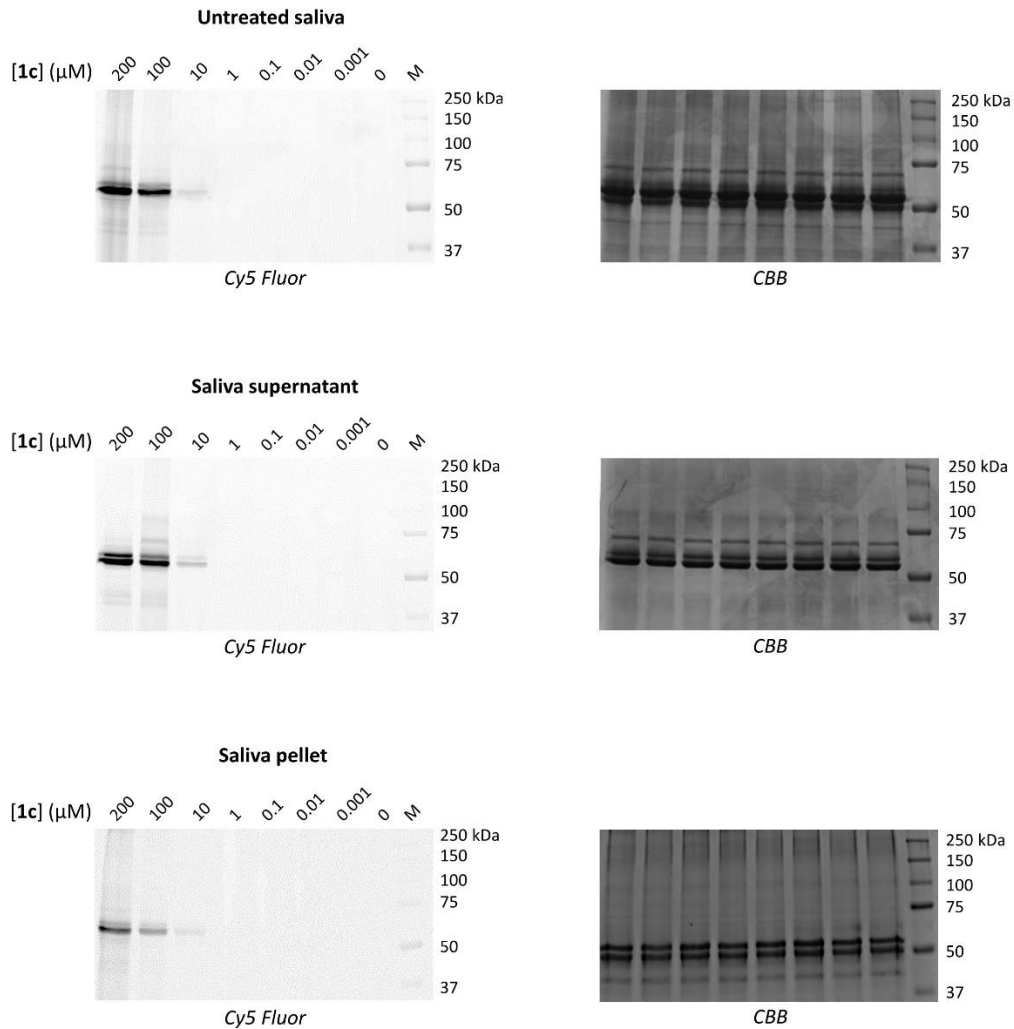 Untreated saliva
[1c] (μM) 200 100 10 1 0.1 0.01 0.001 0 M
250 kDa
150
100
75
50
37
Cy5 Fluor
250 kDa
150
100
75
50
37
CBB
Saliva supernatant
[1c] (μM) 200 100 10 1 0.1 0.01 0.001 0 M
250 kDa
150
100
75
50
37
Cy5 Fluor
250 kDa
150
100
75
50
37
CBB
Saliva pellet
[1c] (μM) 200 100 10 1 0.1 0.01 0.001 0 M
250 kDa
150
100
75
50
37
Cy5 Fluor
250 kDa
150
100
75
50
37
CBB